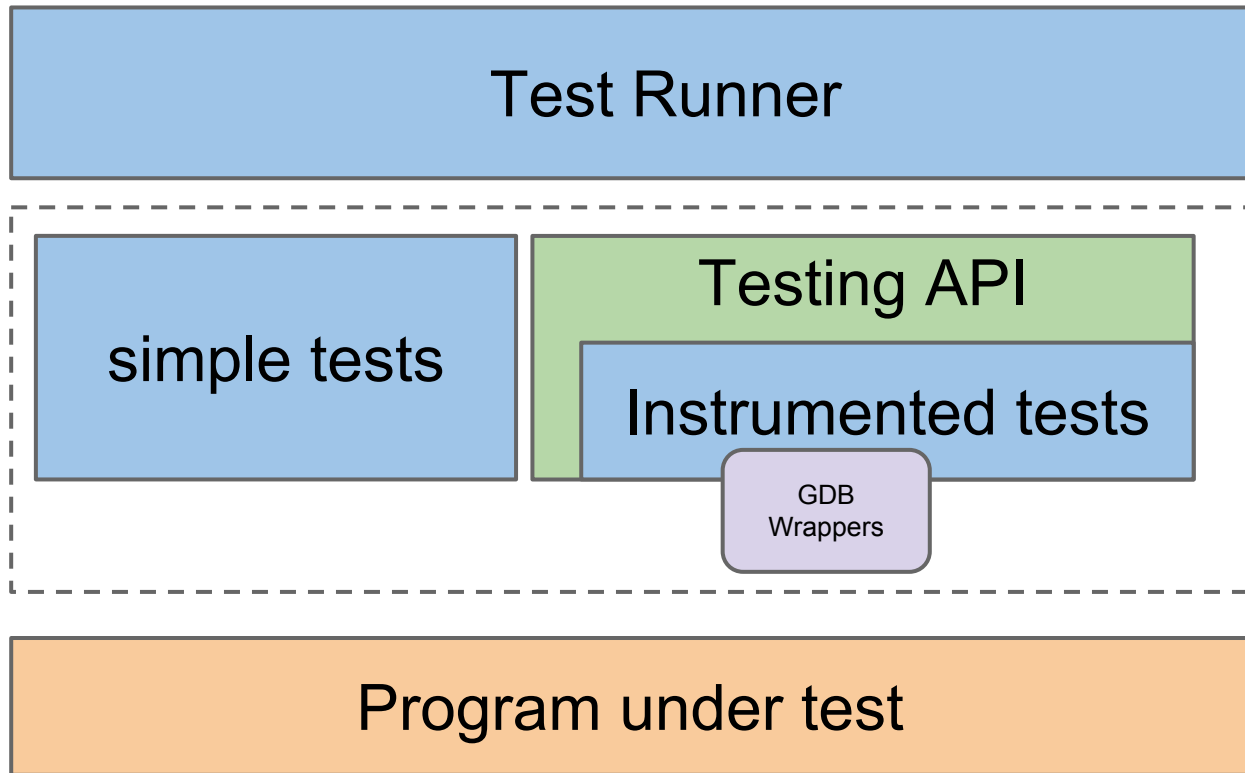 Test Runner
Testing API
simple tests
Instrumented tests
GDB
Wrappers
Program under test